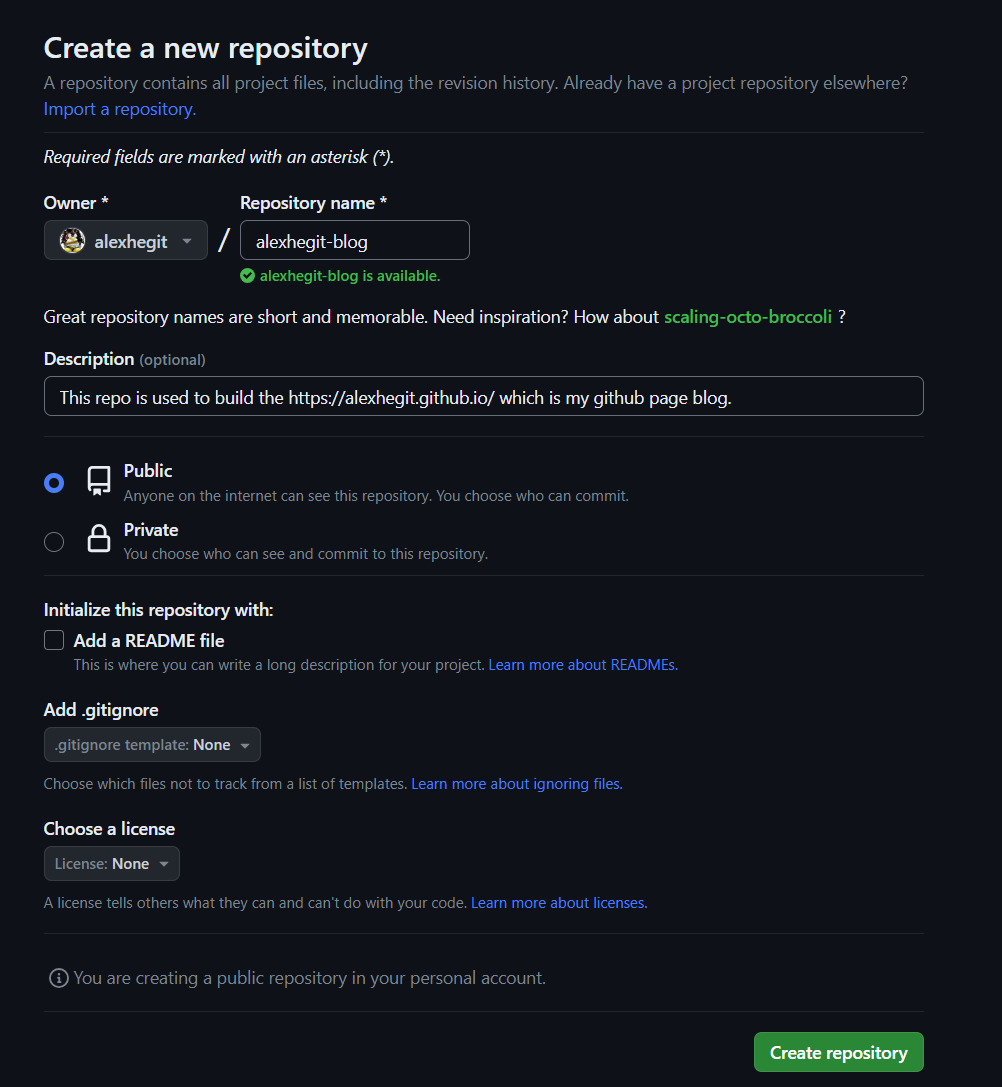 Create a new repository
A repository contains all project files, including the revision history. Already have a project repository elsewhere?
Import a repository.
Required fields are marked with an asterisk (*).
Owner * Repository name *
alexhegit / alexhegit-blog
alexhegit-blog is available.
Great repository names are short and memorable. Need inspiration? How about scaling-octo-broccoli ?
Description (optional)
This repo is used to build the https://alexhegit.github.io/ which is my github page blog.
Public
Anyone on the internet can see this repository. You choose who can commit.
Private
You choose who can see and commit to this repository.
Initialize this repository with:
Add a README file
This is where you can write a long description for your project. Learn more about READMEs.
Add .gitignore
.gitignore template: None
Choose which files not to track from a list of templates. Learn more about ignoring files.
Choose a license
License: None
A license tells others what they can and can't do with your code. Learn more about licenses.
You are creating a public repository in your personal account.
Create repository